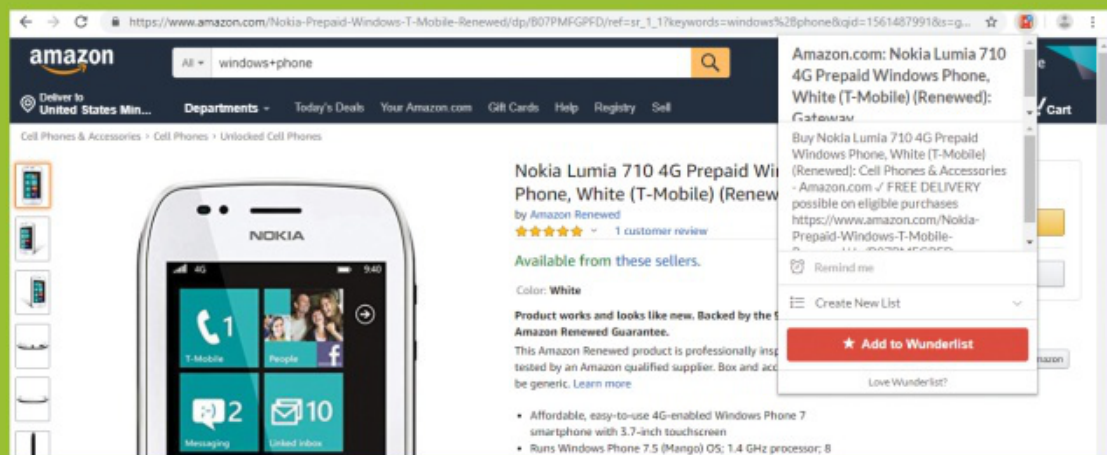 https://www.amazon.com/Nokia-Prepaid-Windows-T-Mobile-Renewed/dp/B07PMFGPFD/ref=sr_1_1?keywords=windows%2Bphone&qid=1561487991&s=g...
amazon
All
windows+phone
Deliver to
United States Min...
Departments
Today's Deals
Your Amazon.com
Gift Cards
Help
Registry
Sell
Cart
Cell Phones & Accessories › Cell Phones › Unlocked Cell Phones
NOKIA
4G
9:40
1
T-Mobile
People
f
2
Messaging
10
Linked inbox
Nokia Lumia 710 4G Prepaid Wi
Phone, White (T-Mobile) (Renew
by Amazon Renewed
1 customer review
Available from these sellers.
Color: White
Product works and looks like new. Backed by the
Amazon Renewed Guarantee.
This Amazon Renewed product is professionally insp
tested by an Amazon qualified supplier. Box and acc
be generic. Learn more
• Affordable, easy-to-use 4G-enabled Windows Phone 7
smartphone with 3.7-inch touchscreen
• Runs Windows Phone 7.5 (Mango) OS; 1.4 GHz processor; 8
Amazon.com: Nokia Lumia 710
4G Prepaid Windows Phone,
White (T-Mobile) (Renewed):
Gateway
Buy Nokia Lumia 710 4G Prepaid
Windows Phone, White (T-Mobile)
(Renewed): Cell Phones & Accessories
- Amazon.com ✓ FREE DELIVERY
possible on eligible purchases
https://www.amazon.com/Nokia-
Prepaid-Windows-T-Mobile-
Remind me
Create New List
★ Add to Wunderlist
Love Wunderlist?
mazon